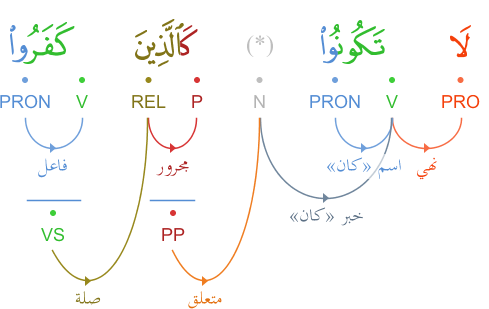 لَا تَكُونُوا۟ (*) كَٱلَّذِينَ كَفَرُوا۟
PRO V PRON N P REL V PRON
نهي اسم «كان» مجرور فاعل
خبر «كان»
PP VS
متعلق صلة